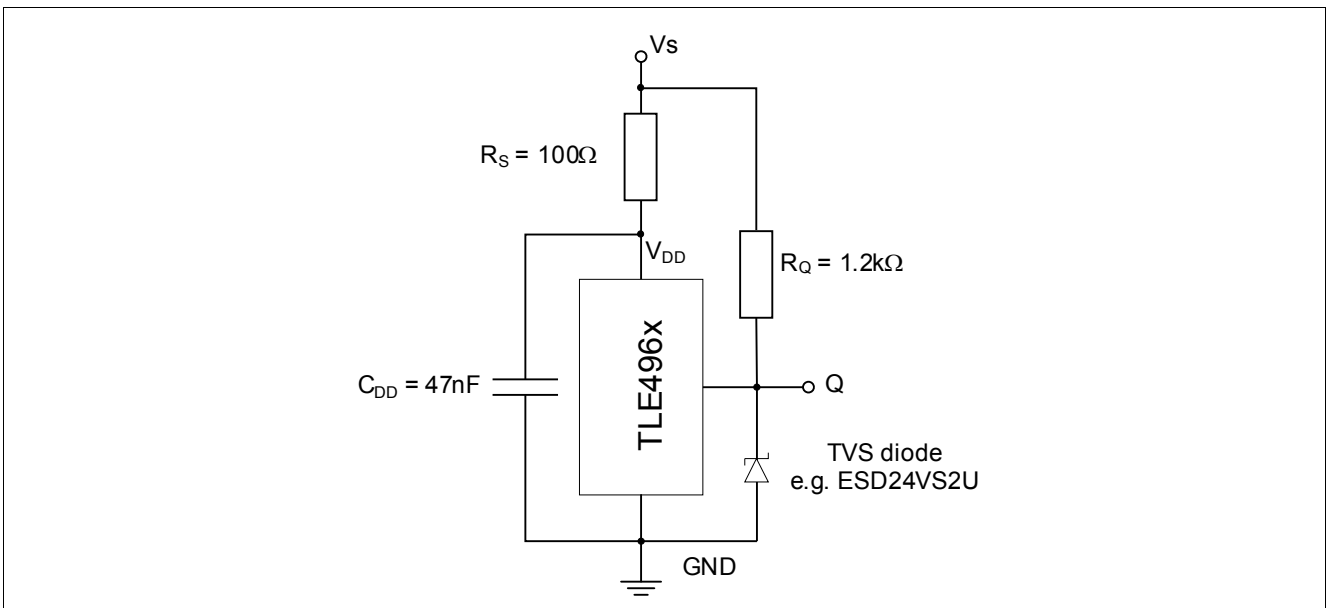 Vs
R_S = 100Ω
V_DD
R_Q = 1.2kΩ
TLE496x
C_DD = 47nF
Q
TVS diode
e.g. ESD24VS2U
GND